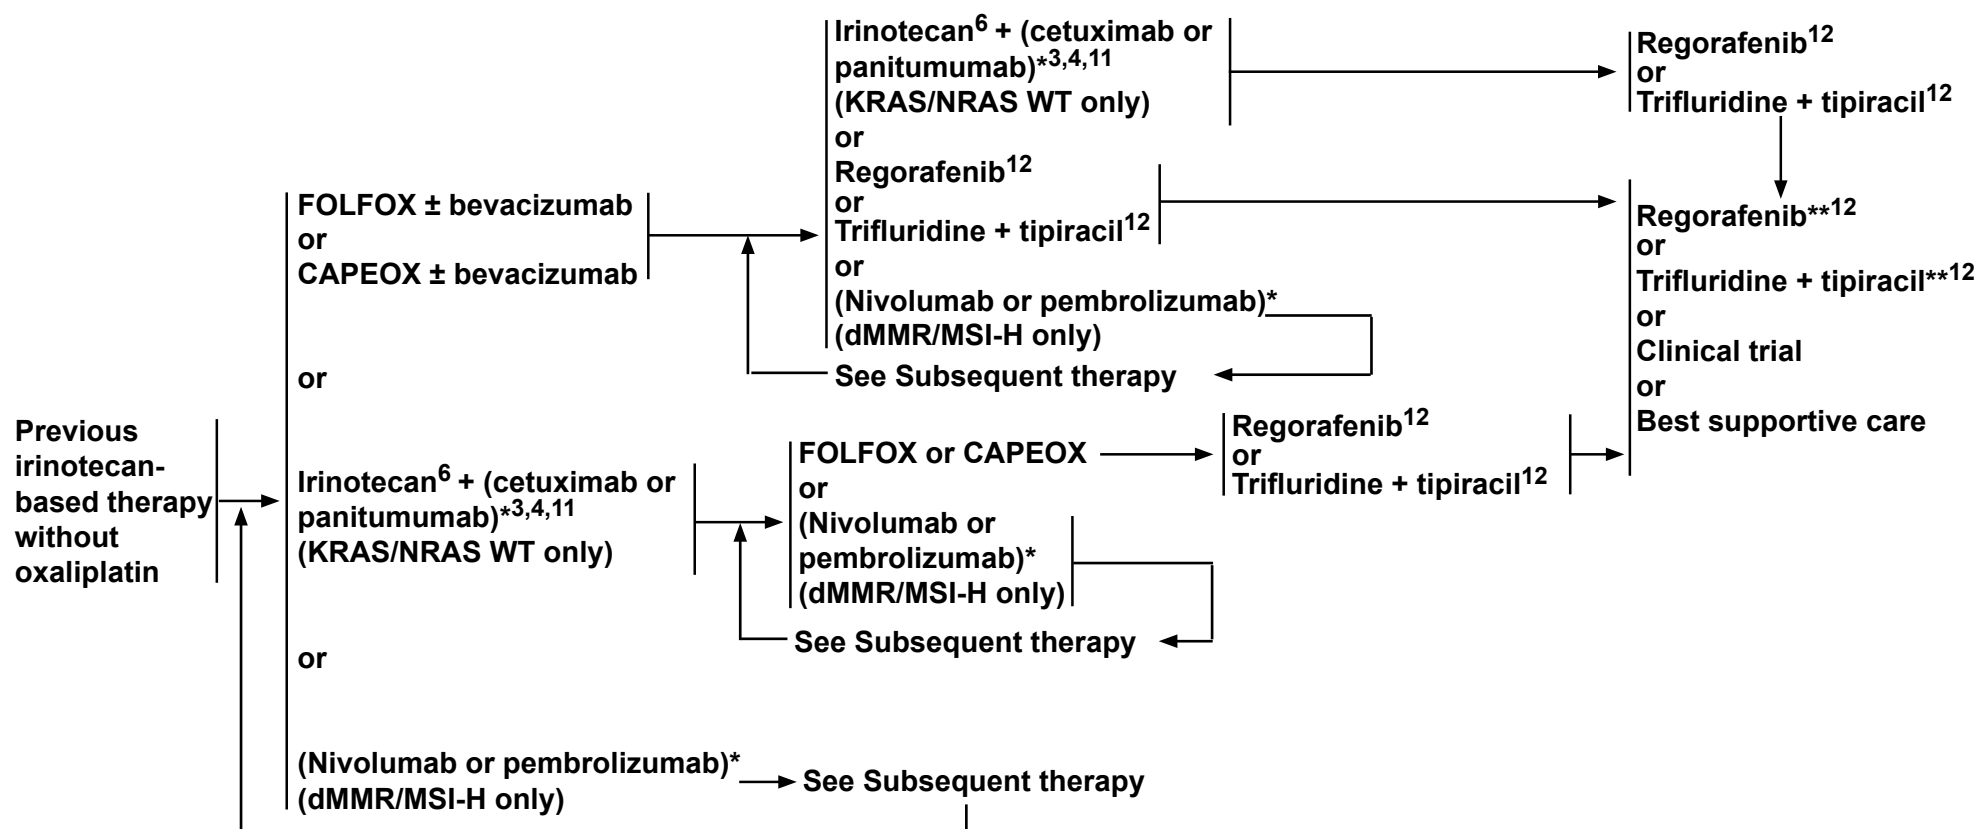 Previous
irinotecan-
based therapy
without
oxaliplatin
FOLFOX ± bevacizumab
or
CAPEOX ± bevacizumab
or
Irinotecan6 + (cetuximab or
panitumumab)*3,4,11
(KRAS/NRAS WT only)
or
(Nivolumab or pembrolizumab)*
(dMMR/MSI-H only)
Irinotecan6 + (cetuximab or
panitumumab)*3,4,11
(KRAS/NRAS WT only)
or
Regorafenib12
or
Trifluridine + tipiracil12
or
(Nivolumab or pembrolizumab)*
(dMMR/MSI-H only)
See Subsequent therapy
FOLFOX or CAPEOX
or
(Nivolumab or
pembrolizumab)*
(dMMR/MSI-H only)
See Subsequent therapy
See Subsequent therapy
Regorafenib12
or
Trifluridine + tipiracil12
Regorafenib12
or
Trifluridine + tipiracil12
Regorafenib**12
or
Trifluridine + tipiracil**12
or
Clinical trial
or
Best supportive care